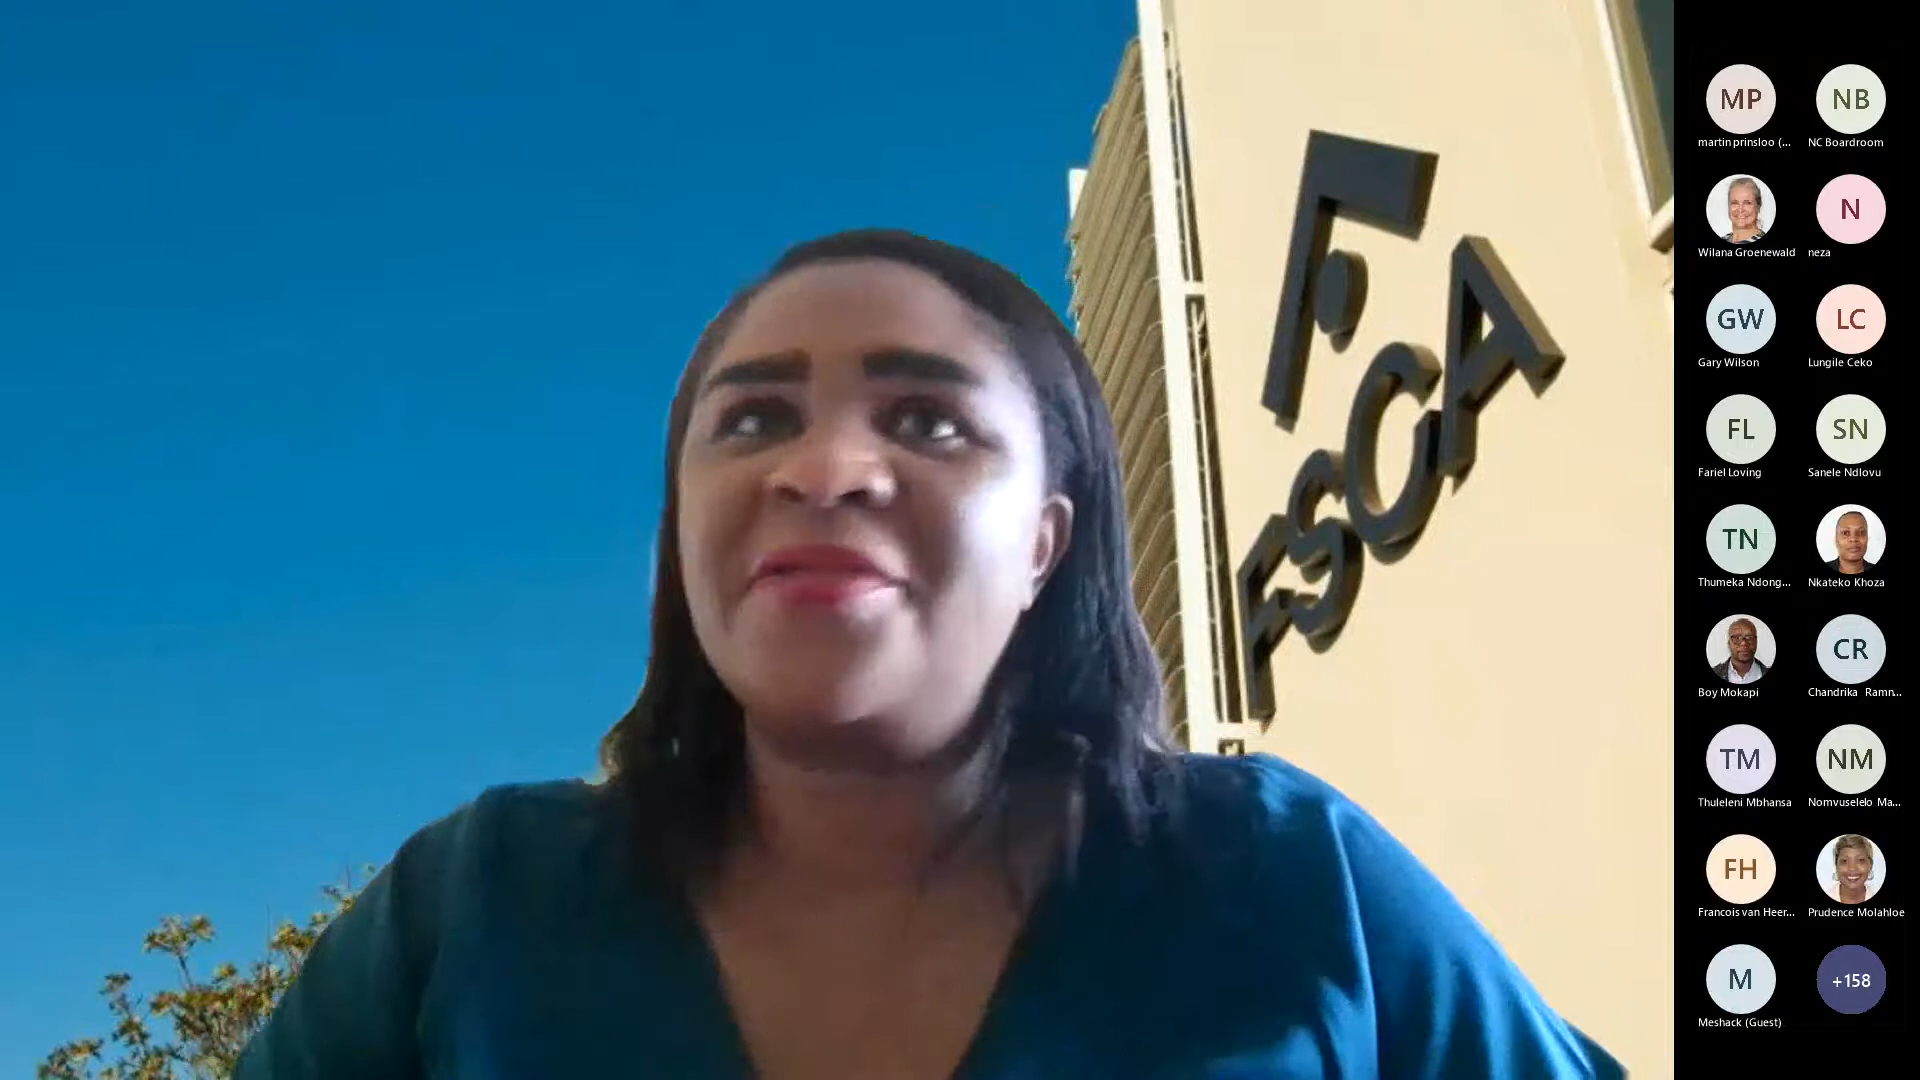 F
FSCA
MP
martin prinsloo (...
NB
NC Boardroom
Wilana Groenewald
N
neza
GW
Gary Wilson
LC
Lungile Ceko
FL
Fariel Loving
SN
Sanele Ndlovu
TN
Thumeka Ndong...
Nkateko Khoza
Boy Mokapi
CR
Chandrika Ramn...
TM
Thuleleni Mbhansa
NM
Nomvuselelo Ma...
FH
Francois van Heer...
Prudence Molahloe
M
Meshack (Guest)
+158